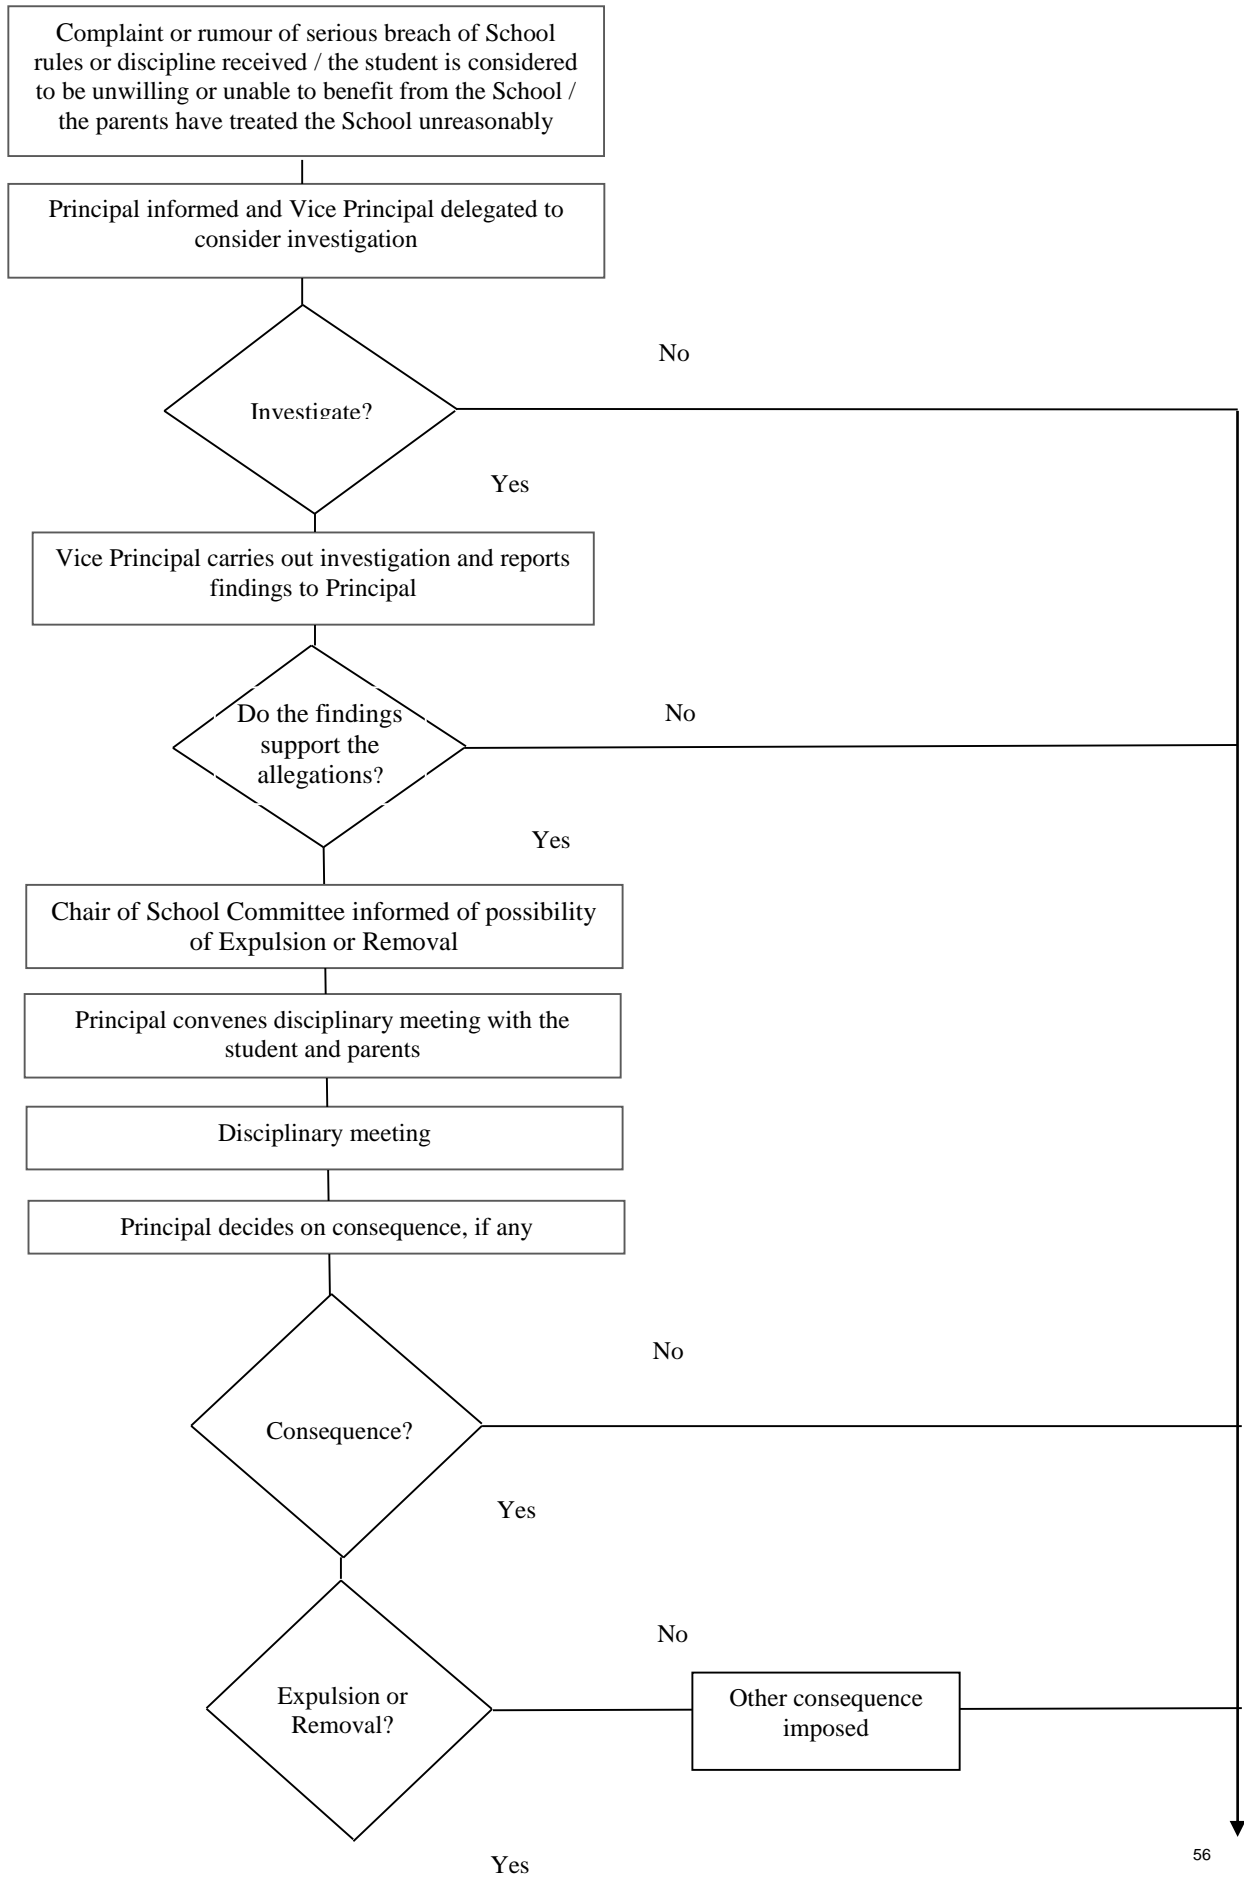 Complaint or rumour of serious breach of School
rules or discipline received / the student is considered
to be unwilling or unable to benefit from the School /
the parents have treated the School unreasonably
Principal informed and Vice Principal delegated to
consider investigation
No
Investigate?
Yes
Vice Principal carries out investigation and reports
findings to Principal
No
Do the findings
support the
allegations?
Yes
Chair of School Committee informed of possibility
of Expulsion or Removal
Principal convenes disciplinary meeting with the
student and parents
Disciplinary meeting
Principal decides on consequence, if any
No
Consequence?
Yes
No
Expulsion or
Removal?
Other consequence
imposed
Yes
56